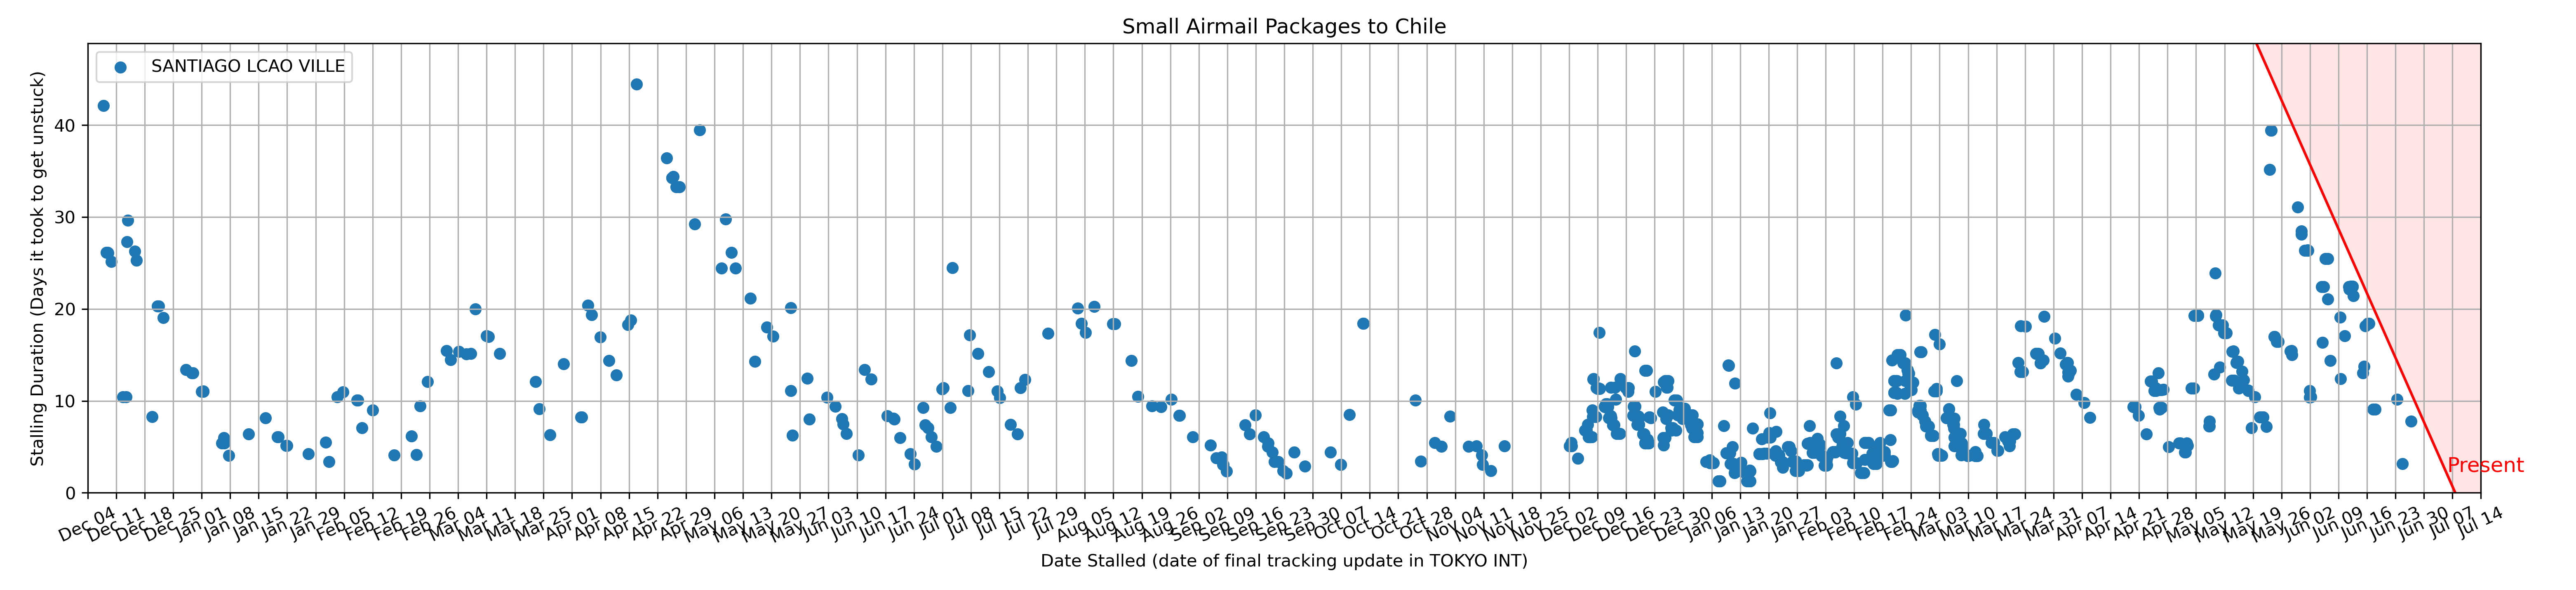 Small Airmail Packages to Chile
SANTIAGO LCAO VILLE
Stalling Duration (Days it took to get unstuck)
40
30
20
10
0
Present
Dec 04
Dec 11
Dec 18
Dec 25
Jan 01
Jan 08
Jan 15
Jan 22
Jan 29
Feb 05
Feb 12
Feb 19
Feb 26
Mar 04
Mar 11
Mar 18
Mar 25
Apr 01
Apr 08
Apr 15
Apr 22
Apr 29
May 06
May 13
May 20
May 27
Jun 03
Jun 10
Jun 17
Jun 24
Jul 01
Jul 08
Jul 15
Jul 22
Jul 29
Aug 05
Aug 12
Aug 19
Aug 26
Sep 02
Sep 09
Sep 16
Sep 23
Sep 30
Oct 07
Oct 14
Oct 21
Oct 28
Nov 04
Nov 11
Nov 18
Nov 25
Dec 02
Dec 09
Dec 16
Dec 23
Dec 30
Jan 06
Jan 13
Jan 20
Jan 27
Feb 03
Feb 10
Feb 17
Feb 24
Mar 03
Mar 10
Mar 17
Mar 24
Mar 31
Apr 07
Apr 14
Apr 21
Apr 28
May 05
May 12
May 19
May 26
Jun 02
Jun 09
Jun 16
Jun 23
Jun 30
Jul 07
Jul 14
Date Stalled (date of final tracking update in TOKYO INT)